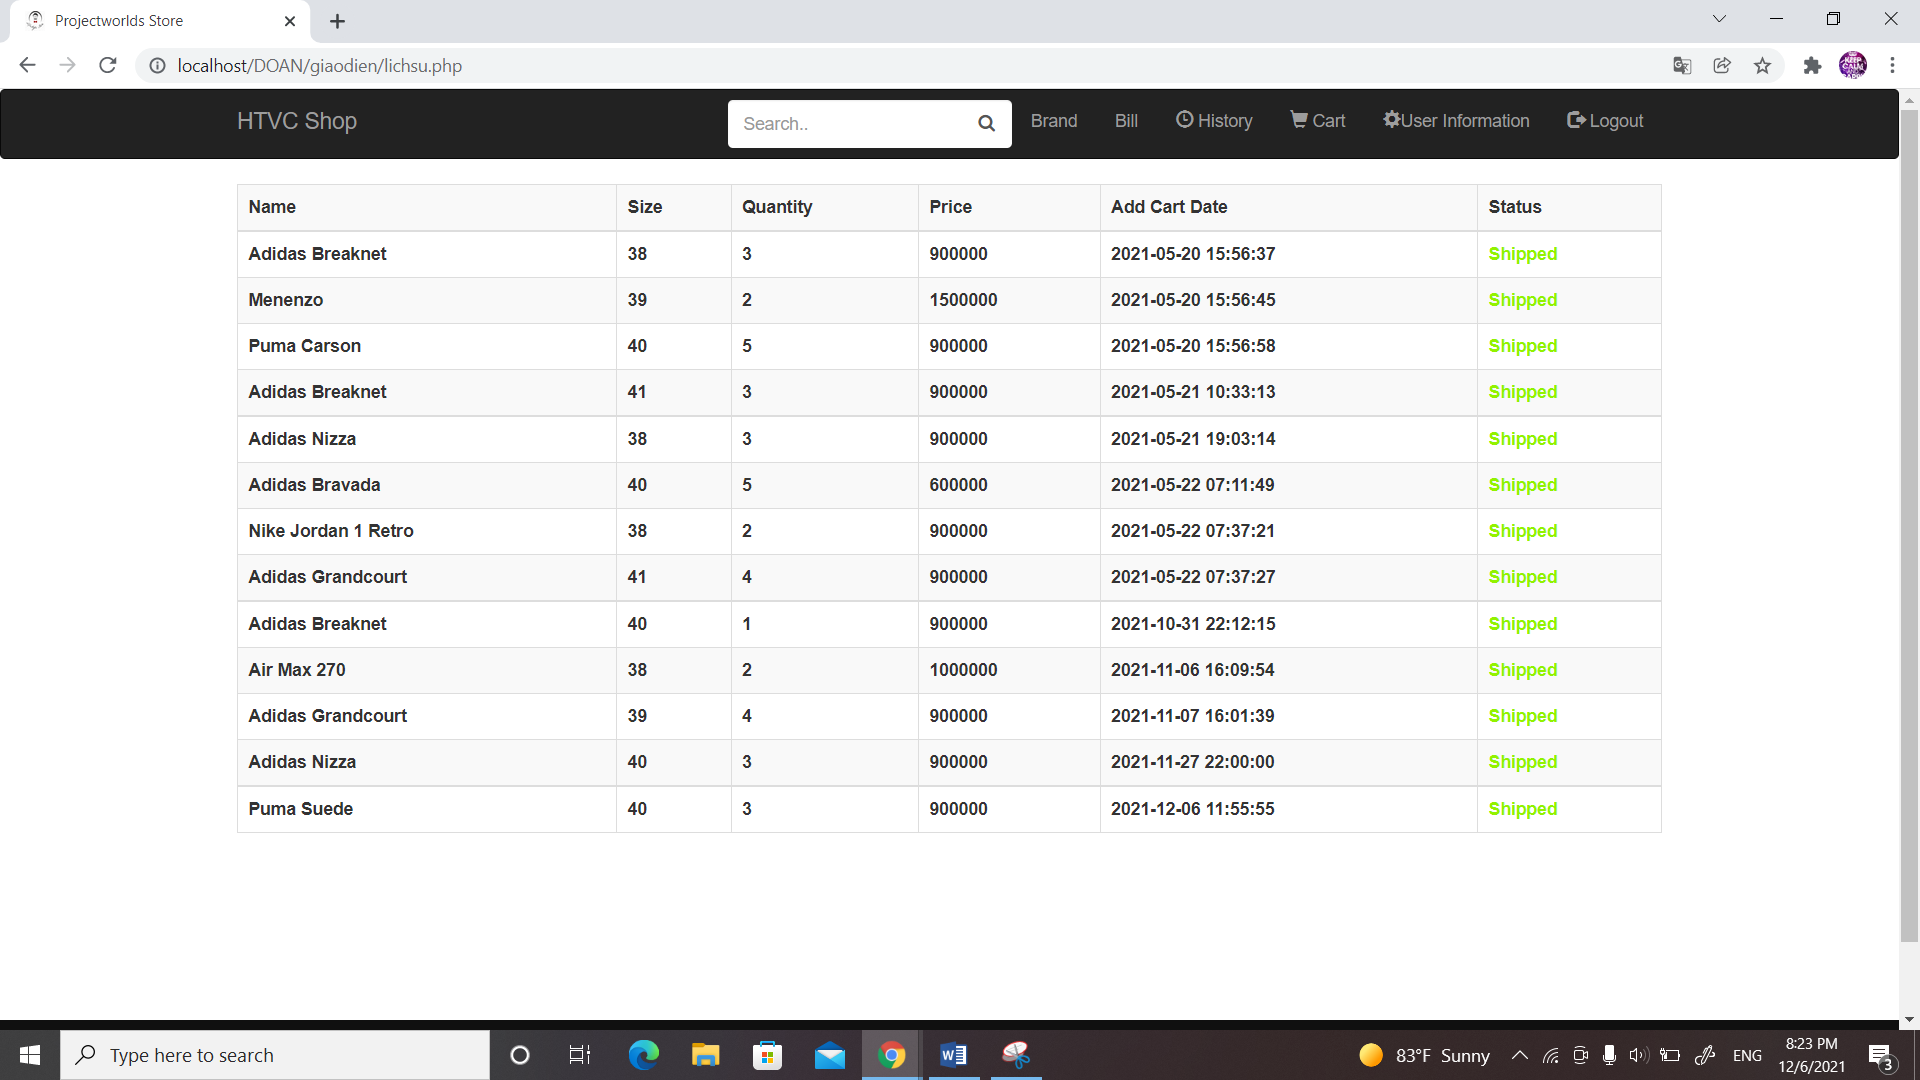 Projectworlds Store
localhost/DOAN/giaodien/lichsu.php
HTVC Shop Search.. Brand Bill History Cart User Information Logout
Name Size Quantity Price Add Cart Date Status
Adidas Breaknet 38 3 900000 2021-05-20 15:56:37 Shipped
Menenzo 39 2 1500000 2021-05-20 15:56:45 Shipped
Puma Carson 40 5 900000 2021-05-20 15:56:58 Shipped
Adidas Breaknet 41 3 900000 2021-05-21 10:33:13 Shipped
Adidas Nizza 38 3 900000 2021-05-21 19:03:14 Shipped
Adidas Bravada 40 5 600000 2021-05-22 07:11:49 Shipped
Nike Jordan 1 Retro 38 2 900000 2021-05-22 07:37:21 Shipped
Adidas Grandcourt 41 4 900000 2021-05-22 07:37:27 Shipped
Adidas Breaknet 40 1 900000 2021-10-31 22:12:15 Shipped
Air Max 270 38 2 1000000 2021-11-06 16:09:54 Shipped
Adidas Grandcourt 39 4 900000 2021-11-07 16:01:39 Shipped
Adidas Nizza 40 3 900000 2021-11-27 22:00:00 Shipped
Puma Suede 40 3 900000 2021-12-06 11:55:55 Shipped
Type here to search 83°F Sunny ENG 8:23 PM
12/6/2021 3